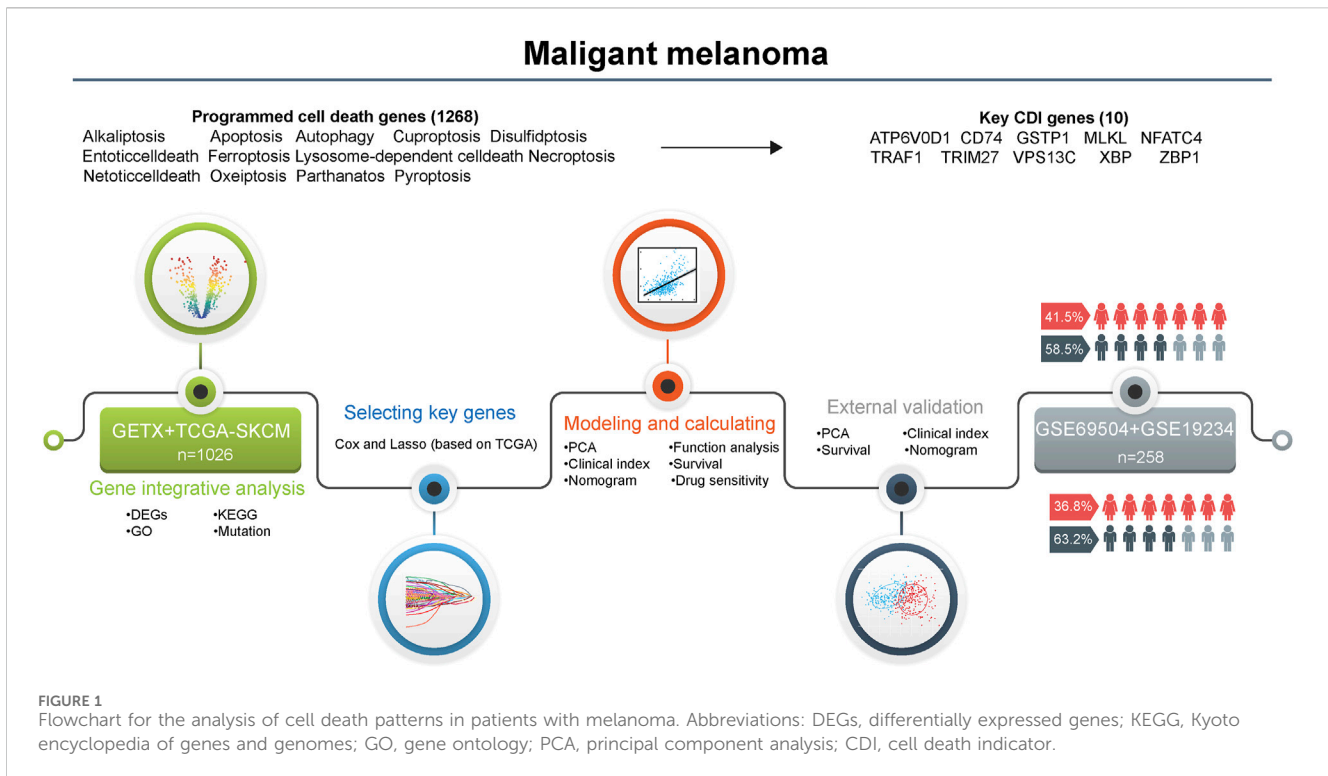 Maligant melanoma
Programmed cell death genes (1268)
Alkaliptosis Apoptosis Autophagy Cuproptosis Disulfidptosis
Entoticcelldeath Ferroptosis Lysosome-dependent celldeath Necroptosis
Netoticcelldeath Oxeiptosis Parthanatos Pyroptosis
Key CDI genes (10)
ATP6V0D1 CD74 GSTP1 MLKL NFATC4
TRAF1 TRIM27 VPS13C XBP ZBP1
GETX+TCGA-SKCM
n=1026
Gene integrative analysis
•DEGs •KEGG
•GO •Mutation
Selecting key genes
Cox and Lasso (based on TCGA)
Modeling and calculating
•PCA •Function analysis
•Clinical index •Survival
•Nomogram •Drug sensitivity
External validation
•PCA •Clinical index
•Survival •Nomogram
41.5%
58.5%
GSE69504+GSE19234
n=258
36.8%
63.2%
FIGURE 1
Flowchart for the analysis of cell death patterns in patients with melanoma. Abbreviations: DEGs, differentially expressed genes; KEGG, Kyoto
encyclopedia of genes and genomes; GO, gene ontology; PCA, principal component analysis; CDI, cell death indicator.